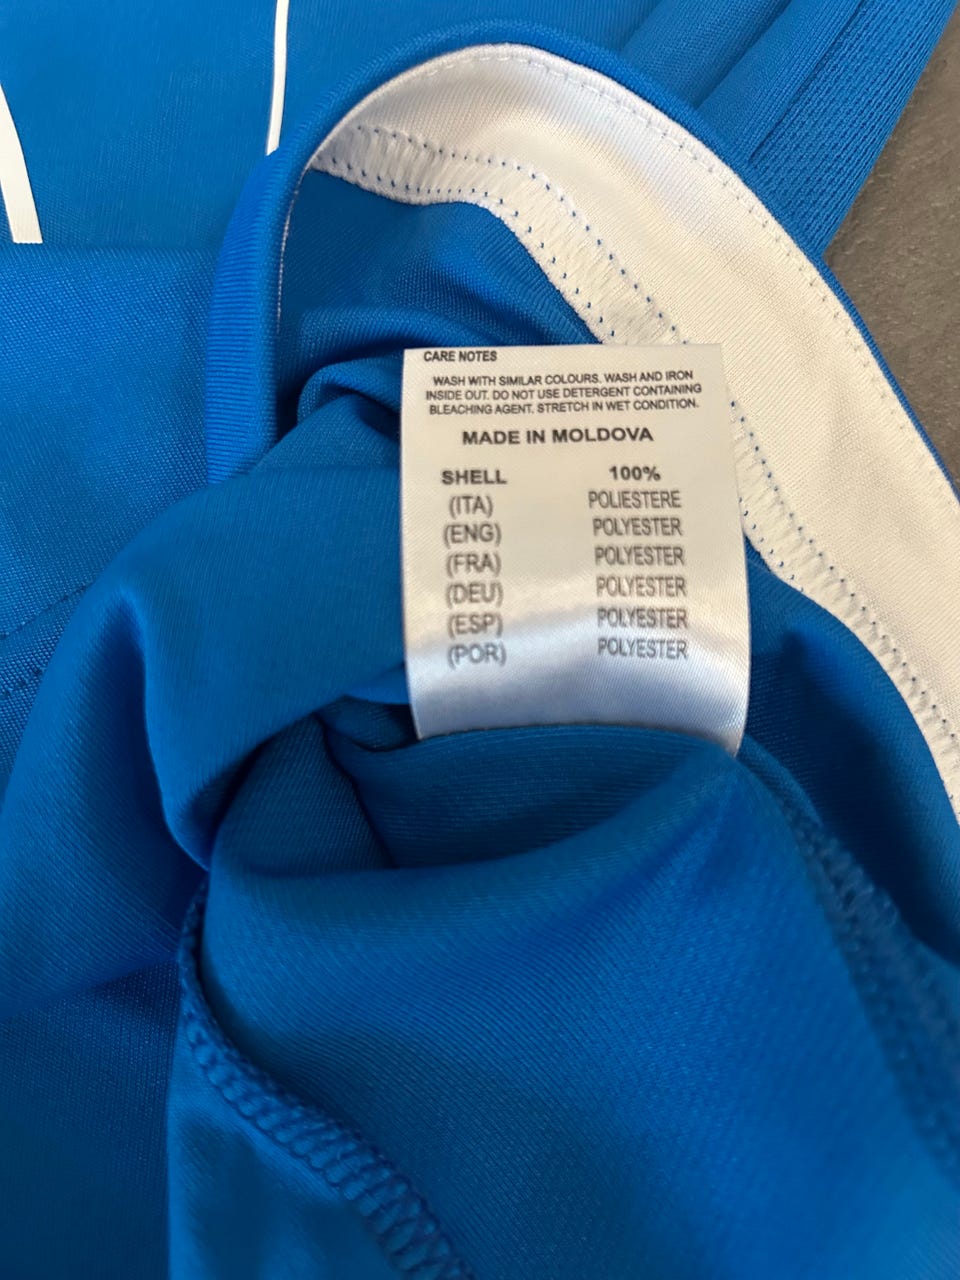 CARE NOTES
WASH WITH SIMILAR COLOURS. WASH AND IRON
INSIDE OUT. DO NOT USE DETERGENT CONTAINING
BLEACHING AGENT. STRETCH IN WET CONDITION.
MADE IN MOLDOVA
SHELL 100%
(ITA) POLIESTERE
(ENG) POLYESTER
(FRA) POLYESTER
(DEU) POLYESTER
(ESP) POLYESTER
(POR) POLYESTER